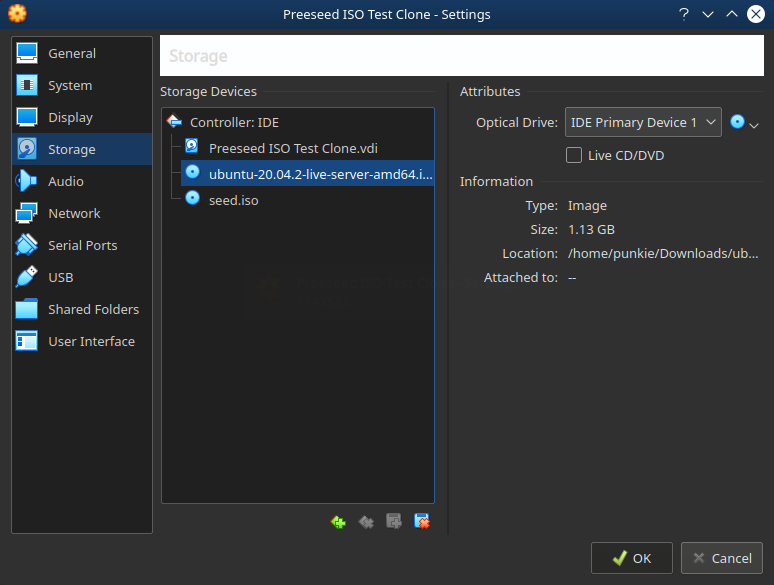 Preeseed ISO Test Clone - Settings
General
System
Display
Storage
Audio
Network
Serial Ports
USB
Shared Folders
User Interface
Storage
Storage Devices
Controller: IDE
Preeseed ISO Test Clone.vdi
ubuntu-20.04.2-live-server-amd64.i...
seed.iso
Attributes
Optical Drive: IDE Primary Device 1
Live CD/DVD
Information
Type: Image
Size: 1.13 GB
Location: /home/punkie/Downloads/ub...
Attached to: --
OK
Cancel